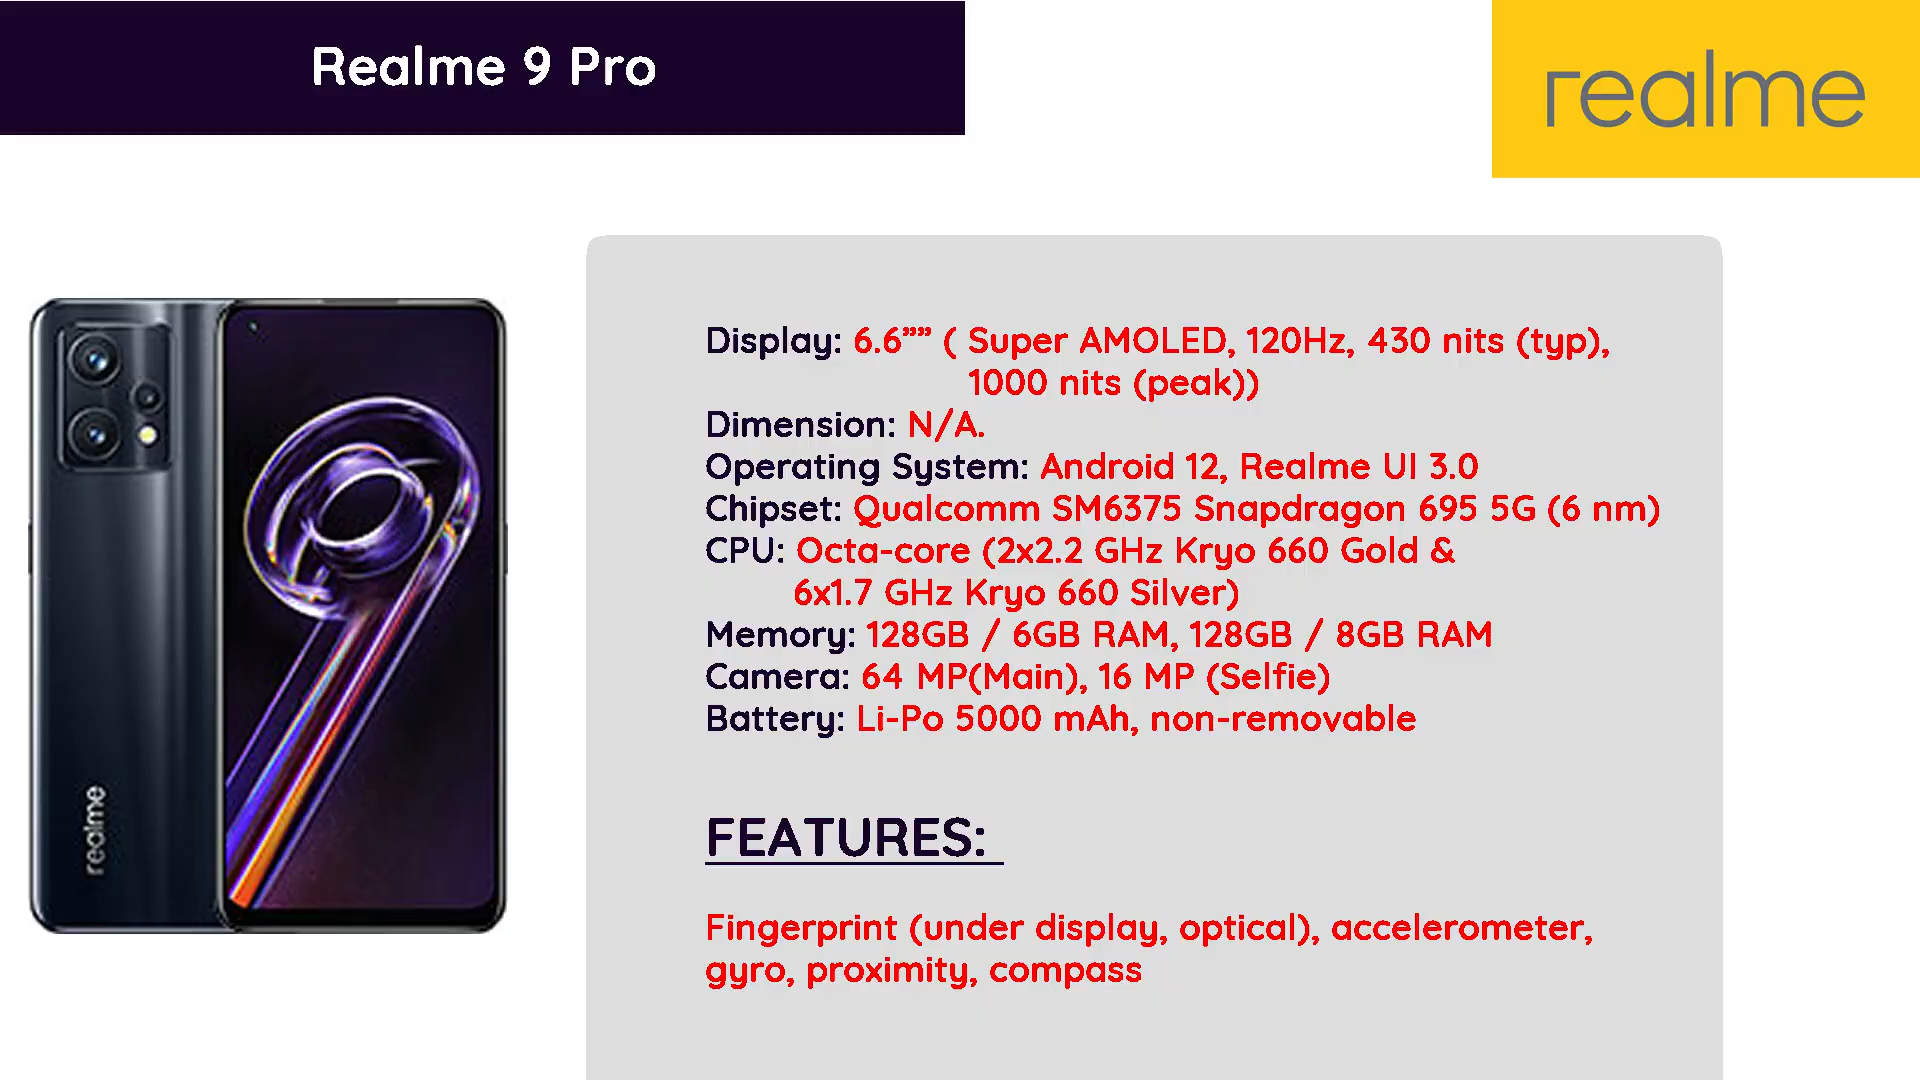 Realme 9 Pro
realme
Display: 6.6”” ( Super AMOLED, 120Hz, 430 nits (typ),
1000 nits (peak))
Dimension: N/A.
Operating System: Android 12, Realme UI 3.0
Chipset: Qualcomm SM6375 Snapdragon 695 5G (6 nm)
CPU: Octa-core (2x2.2 GHz Kryo 660 Gold &
6x1.7 GHz Kryo 660 Silver)
Memory: 128GB / 6GB RAM, 128GB / 8GB RAM
Camera: 64 MP(Main), 16 MP (Selfie)
Battery: Li-Po 5000 mAh, non-removable
realme
FEATURES:
Fingerprint (under display, optical), accelerometer,
gyro, proximity, compass